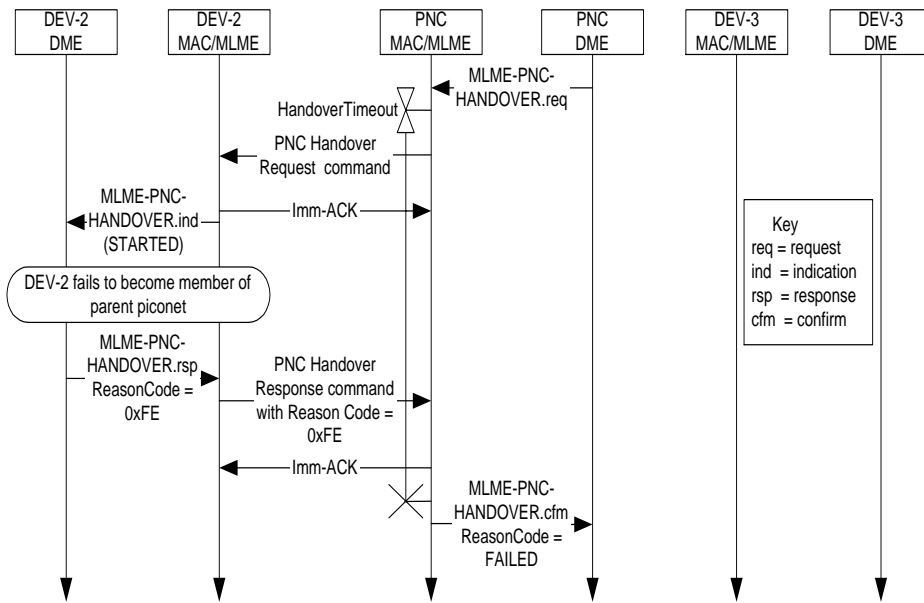 DEV-2
DME
DEV-2
MAC/MLME
PNC
MAC/MLME
PNC
DME
DEV-3
MAC/MLME
DEV-3
DME
MLME-PNC-
HANDOVER.req
HandoverTimeout
PNC Handover
Request command
MLME-PNC-
HANDOVER.ind
(STARTED)
Imm-ACK
Key
req = request
ind = indication
rsp = response
cfm = confirm
DEV-2 fails to become member of
parent piconet
MLME-PNC-
HANDOVER.rsp
ReasonCode =
0xFE
PNC Handover
Response command
with Reason Code =
0xFE
Imm-ACK
MLME-PNC-
HANDOVER.cfm
ReasonCode =
FAILED